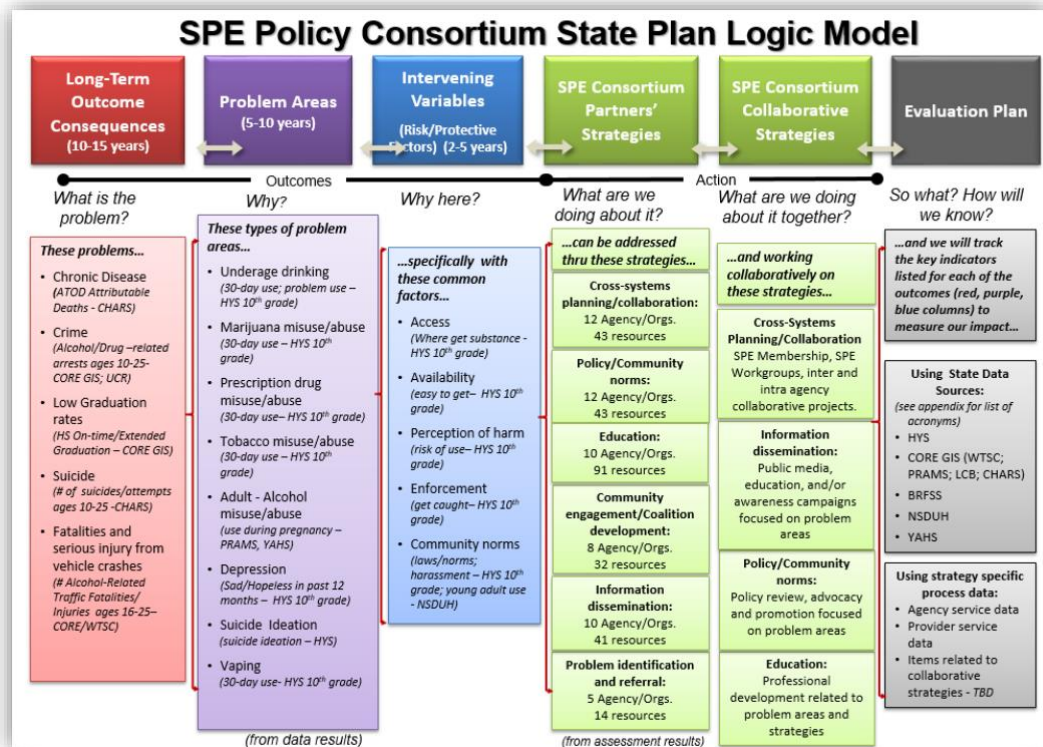 SPE Policy Consortium State Plan Logic Model
Long-Term
Outcome
Consequences
(10-15 years)
Problem Areas
(5-10 years)
Intervening
Variables
(Risk/Protective
Factors) (2-5 years)
SPE Consortium
Partners’
Strategies
SPE Consortium
Collaborative
Strategies
Evaluation Plan
Outcomes
Action
What is the
problem?
These problems…
• Chronic Disease
(ATOD Attributable
Deaths - CHARS)
• Crime
(Alcohol/Drug –related
arrests ages 10-25-
CORE GIS; UCR)
• Low Graduation
rates
(HS On-time/Extended
Graduation – CORE GIS)
• Suicide
(# of suicides/attempts
ages 10-25 -CHARS)
• Fatalities and
serious injury from
vehicle crashes
(# Alcohol-Related
Traffic Fatalities/
Injuries ages 16-25–
CORE/WTSC)
Why?
These types of problem
areas…
• Underage drinking
(30-day use; problem use –
HYS 10th grade)
• Marijuana misuse/abuse
(30-day use – HYS 10th
grade)
• Prescription drug
misuse/abuse
(30-day use– HYS 10th grade)
• Tobacco misuse/abuse
(30-day use – HYS 10th
grade)
• Adult - Alcohol
misuse/abuse
(use during pregnancy –
PRAMS, YAHS)
• Depression
(Sad/Hopeless in past 12
months – HYS 10th grade)
• Suicide Ideation
(suicide ideation – HYS)
• Vaping
(30-day use- HYS 10th grade)
(from data results)
Why here?
…specifically with
these common
factors…
• Access
(Where get substance -
HYS 10th grade)
• Availability
(easy to get– HYS 10th
grade)
• Perception of harm
(risk of use– HYS 10th
grade)
• Enforcement
(get caught– HYS 10th
grade)
• Community norms
(laws/norms;
harassment – HYS 10th
grade; young adult use
- NSDUH)
What are we
doing about it?
…can be addressed
thru these strategies…
Cross-systems
planning/collaboration:
12 Agency/Orgs.
43 resources
Policy/Community
norms:
12 Agency/Orgs.
43 resources
Education:
10 Agency/Orgs.
91 resources
Community
engagement/Coalition
development:
8 Agency/Orgs.
32 resources
Information
dissemination:
10 Agency/Orgs.
41 resources
Problem identification
and referral:
5 Agency/Orgs.
14 resources
(from assessment results)
What are we doing
about it together?
…and working
collaboratively on
these strategies…
Cross-Systems
Planning/Collaboration
SPE Membership, SPE
Workgroups, inter and
intra agency
collaborative projects.
Information
dissemination:
Public media,
education, and/or
awareness campaigns
focused on problem
areas
Policy/Community
norms:
Policy review, advocacy
and promotion focused
on problem areas
Education:
Professional
development related to
problem areas and
strategies
So what? How will
we know?
…and we will track
the key indicators
listed for each of the
outcomes (red, purple,
blue columns) to
measure our impact…
Using State Data
Sources:
(see appendix for list of
acronyms)
• HYS
• CORE GIS (WTSC;
PRAMS; LCB; CHARS)
• BRFSS
• NSDUH
• YAHS
Using strategy specific
process data:
• Agency service data
• Provider service
data
• Items related to
collaborative
strategies - TBD